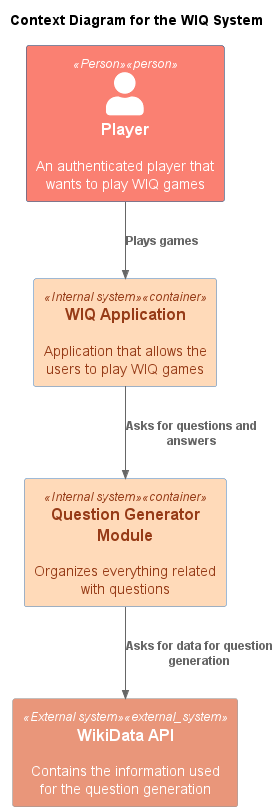 Context Diagram for the WIQ System
«Person»«person»
Player
An authenticated player that
wants to play WIQ games
Plays games
«Internal system»«container»
WIQ Application
Application that allows the
users to play WIQ games
Asks for questions and
answers
«Internal system»«container»
Question Generator
Module
Organizes everything related
with questions
Asks for data for question
generation
«External system»«external_system»
WikiData API
Contains the information used
for the question generation